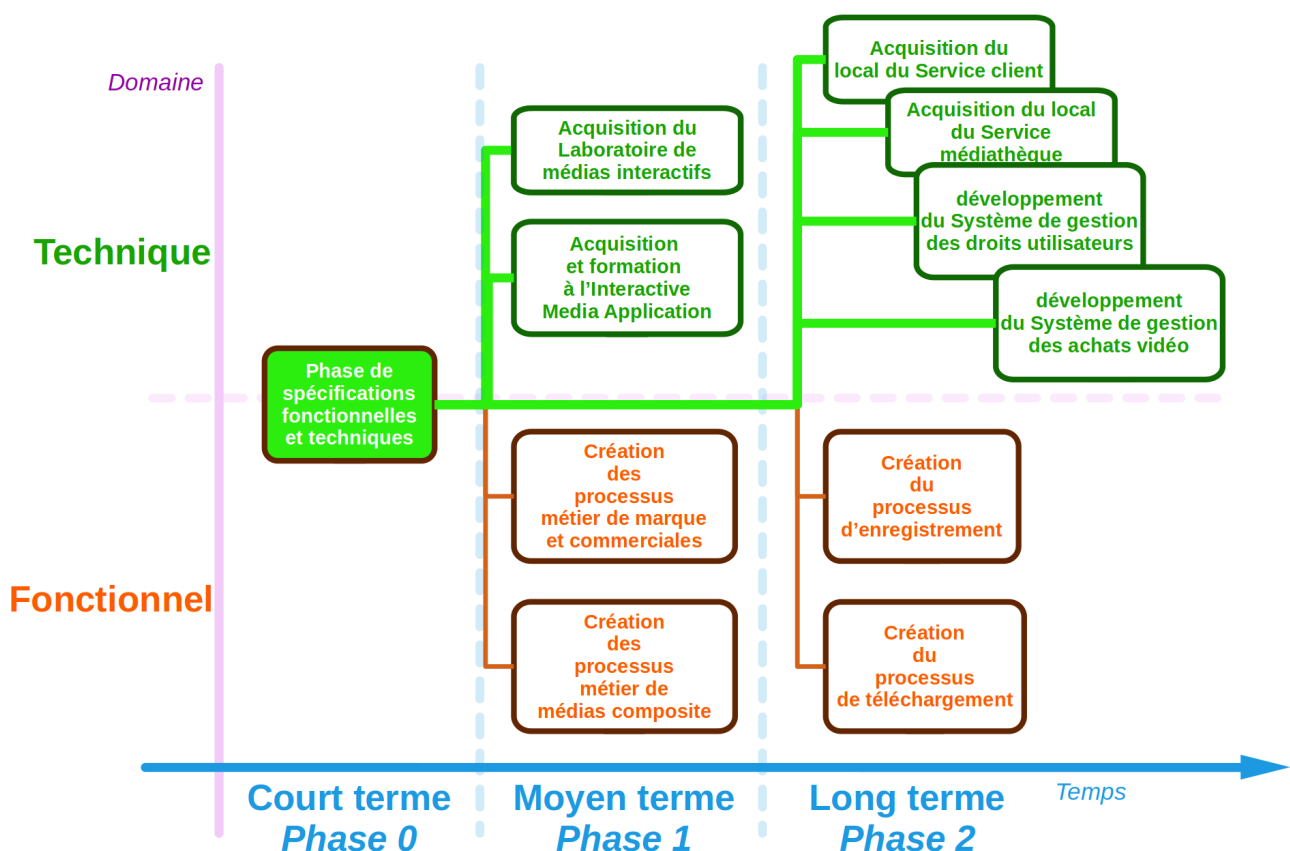 Domaine
Technique
Fonctionnel
Phase de
spécifications
fonctionnelles
et techniques
Acquisition du
Laboratoire de
médias interactifs
Acquisition
et formation
à l’Interactive
Media Application
Création
des
processus
métier de marque
et commerciales
Création
des
processus
métier de
médias composite
Acquisition du
local du Service client
Acquisition du local
du Service
médiathèque
développement
du Système de gestion
des droits utilisateurs
développement
du Système de gestion
des achats vidéo
Création
du
processus
d’enregistrement
Création
du
processus
de téléchargement
Temps
Court terme
Phase 0
Moyen terme
Phase 1
Long terme
Phase 2